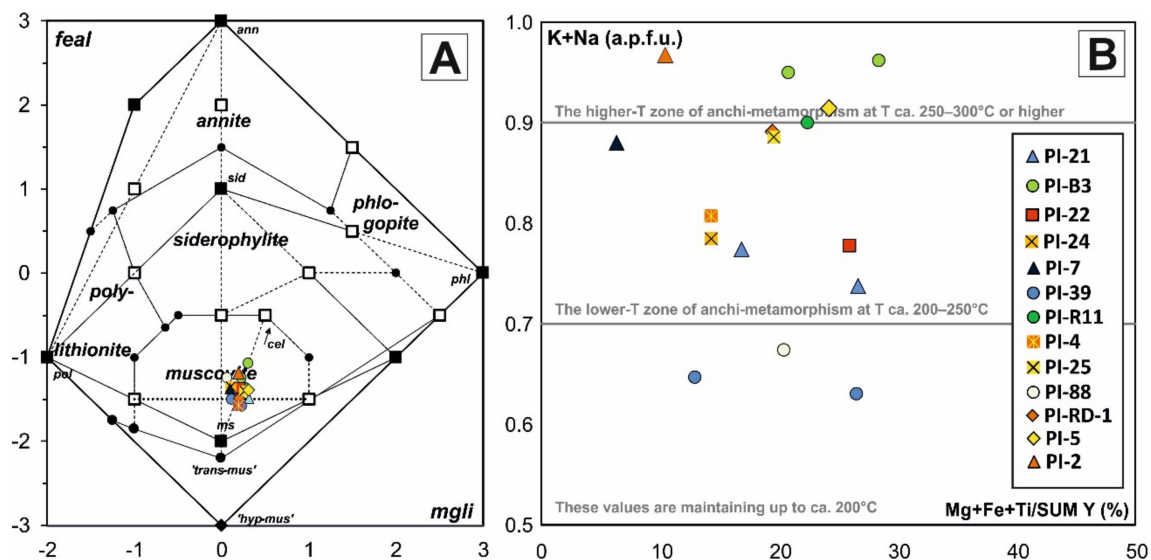 3
feal
ann
A
2
annite
1
sid
phlo-
gopite
siderophylite
0
phl
poly-
cel
-1
lithionite
pol
muscovite
ms
-2
'trans-mus'
-3
'hyp-mus'
mgli
-2 -1 0 1 2 3
1.0
K+Na (a.p.f.u.)
B
The higher-T zone of anchi-metamorphism at T ca. 250–300°C or higher
0.9
PI-21
PI-B3
PI-22
PI-24
PI-7
PI-39
PI-R11
PI-4
PI-25
PI-88
PI-RD-1
PI-5
PI-2
0.8
The lower-T zone of anchi-metamorphism at T ca. 200–250°C
0.7
0.6
These values are maintaining up to ca. 200°C
Mg+Fe+Ti/SUM Y (%)
0.5
0 10 20 30 40 50